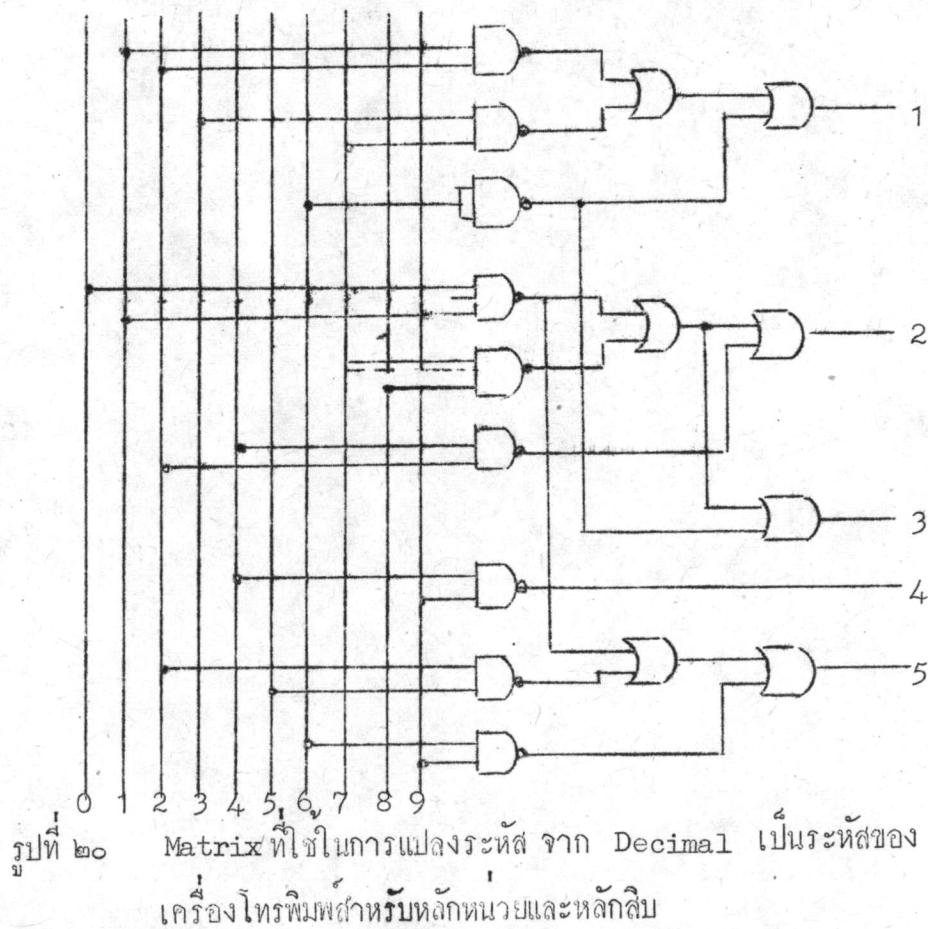 1
2
3
4
5
0 1 2 3 4 5 6 7 8 9
รูปที่ ๒๐ Matrix ที่ใช้ในการแปลงระหัส จาก Decimal เป็นระหัสของ
เครื่องโทรพิมพ์สำหรับหลักหน่วยและหลักสิบ